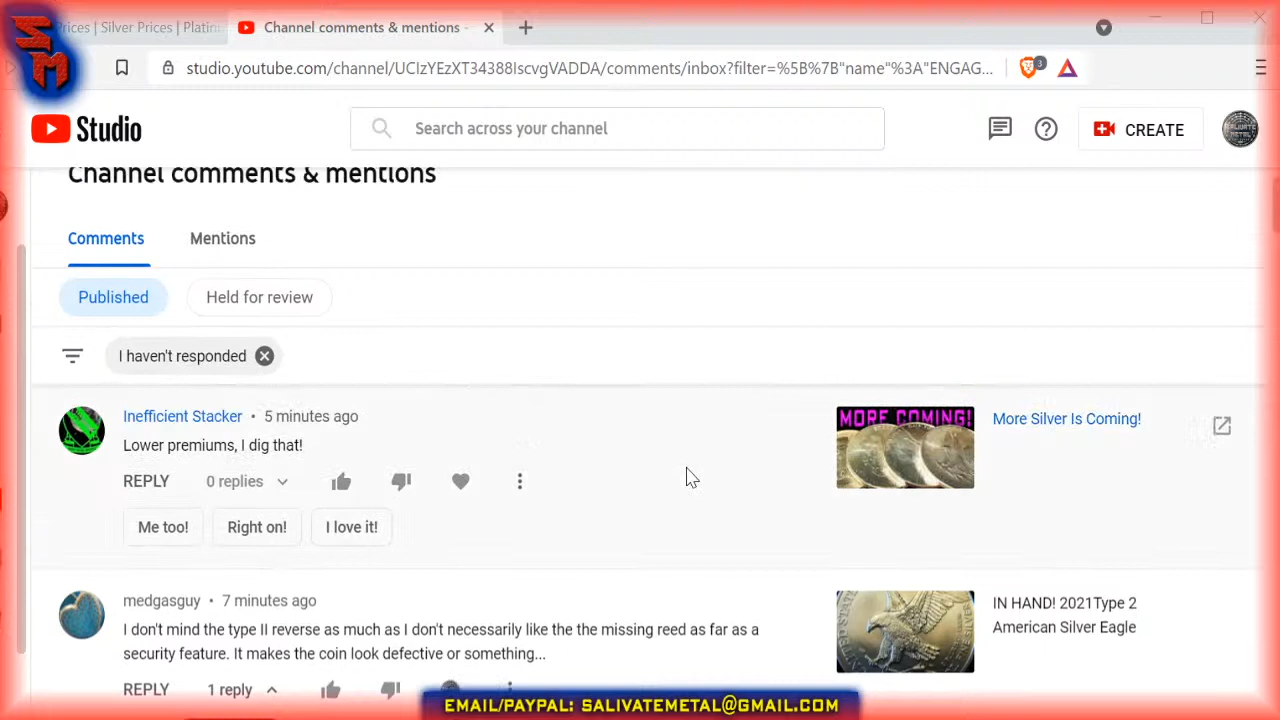 SM
Prices | Silver Prices | Platin
Channel comments & mentions -
studio.youtube.com/channel/UCIzYEzXT34388IscvgVADDA/comments/inbox?filter=%5B%7B"name"%3A"ENGAG...
3
Studio
Search across your channel
CREATE
Channel comments & mentions
Comments
Mentions
Published
Held for review
I haven't responded
Inefficient Stacker • 5 minutes ago
Lower premiums, I dig that!
REPLY 0 replies
Me too! Right on! I love it!
MORE COMING!
More Silver Is Coming!
medgasguy • 7 minutes ago
I don't mind the type II reverse as much as I don't necessarily like the the missing reed as far as a
security feature. It makes the coin look defective or something...
REPLY 1 reply
IN HAND! 2021Type 2
American Silver Eagle
EMAIL/PAYPAL: SALIVATEMETAL@GMAIL.COM